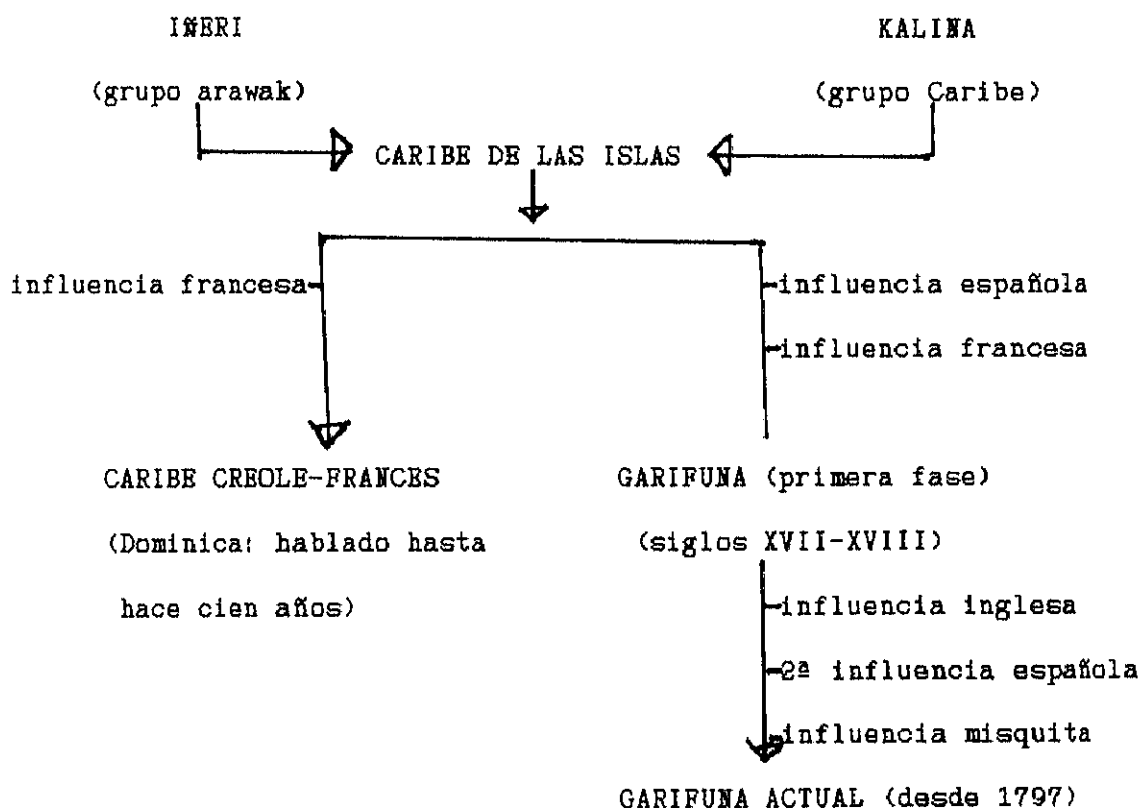 IÑERI KALINA
(grupo arawak) (grupo Caribe)
CARIBE DE LAS ISLAS
influencia francesa
influencia española
influencia francesa
CARIBE CREOLE-FRANCES
(Dominica: hablado hasta
hace cien años)
GARIFUNA (primera fase)
(siglos XVII-XVIII)
influencia inglesa
2ª influencia española
influencia misquita
GARIFUNA ACTUAL (desde 1797)